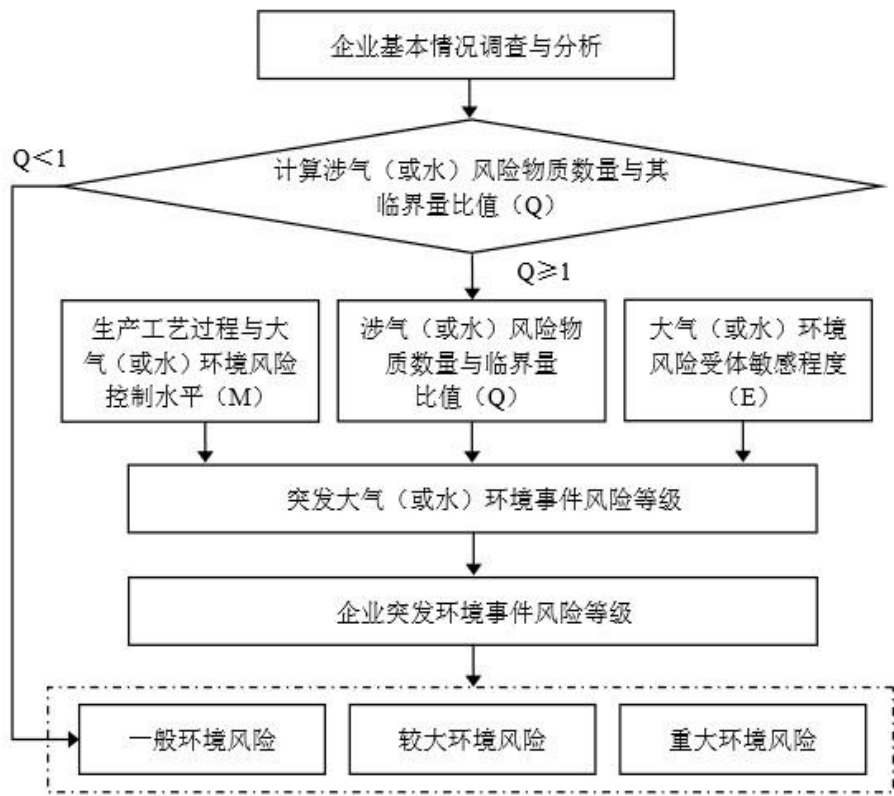 企业基本情况调查与分析
Q＜1
计算涉气（或水）风险物质数量与其
临界量比值（Q）
Q≥1
生产工艺过程与大
气（或水）环境风险
控制水平（M）
涉气（或水）风险物
质数量与临界量
比值（Q）
大气（或水）环境
风险受体敏感程度
（E）
突发大气（或水）环境事件风险等级
企业突发环境事件风险等级
一般环境风险
较大环境风险
重大环境风险